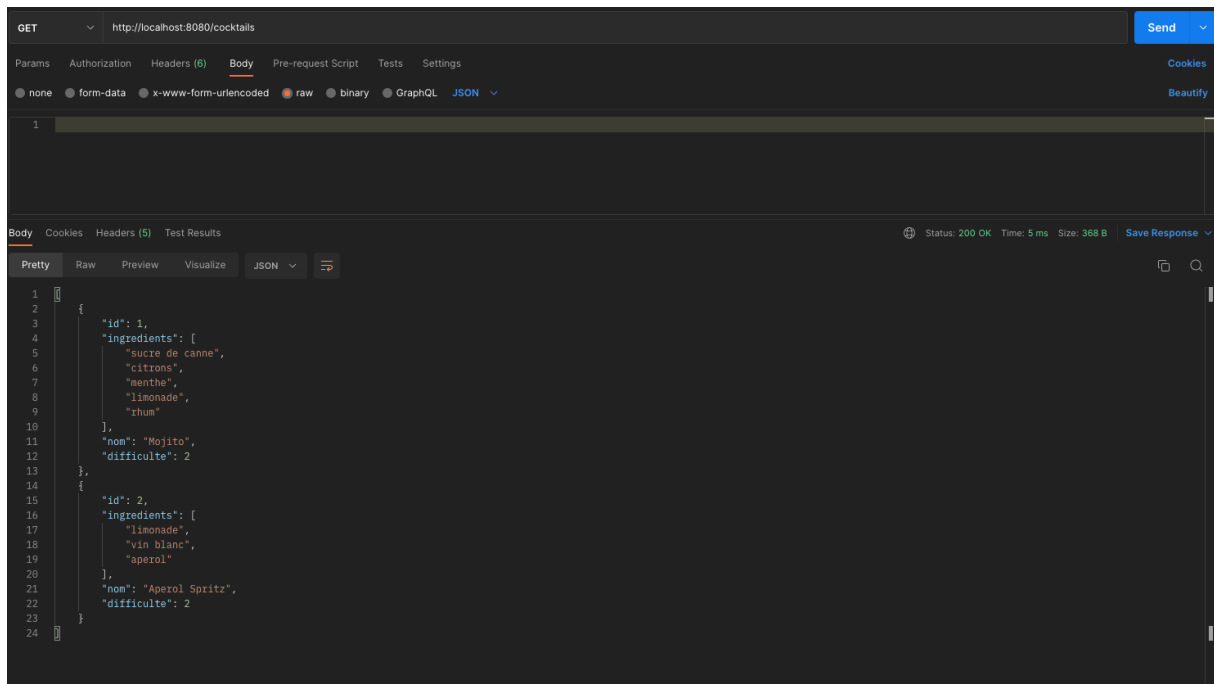 GET http://localhost:8080/cocktails Send
Params Authorization Headers (6) Body Pre-request Script Tests Settings Cookies
none form-data x-www-form-urlencoded raw binary GraphQL JSON Beautify
1
Body Cookies Headers (5) Test Results Status: 200 OK Time: 5 ms Size: 368 B Save Response
Pretty Raw Preview Visualize JSON
1 [
2 {
3 "id": 1,
4 "ingredients": [
5 "sucre de canne",
6 "citrons",
7 "menthe",
8 "limonade",
9 "rhum"
10 ],
11 "nom": "Mojito",
12 "difficulte": 2
13 },
14 {
15 "id": 2,
16 "ingredients": [
17 "limonade",
18 "vin blanc",
19 "aperol"
20 ],
21 "nom": "Aperol Spritz",
22 "difficulte": 2
23 }
24 ]